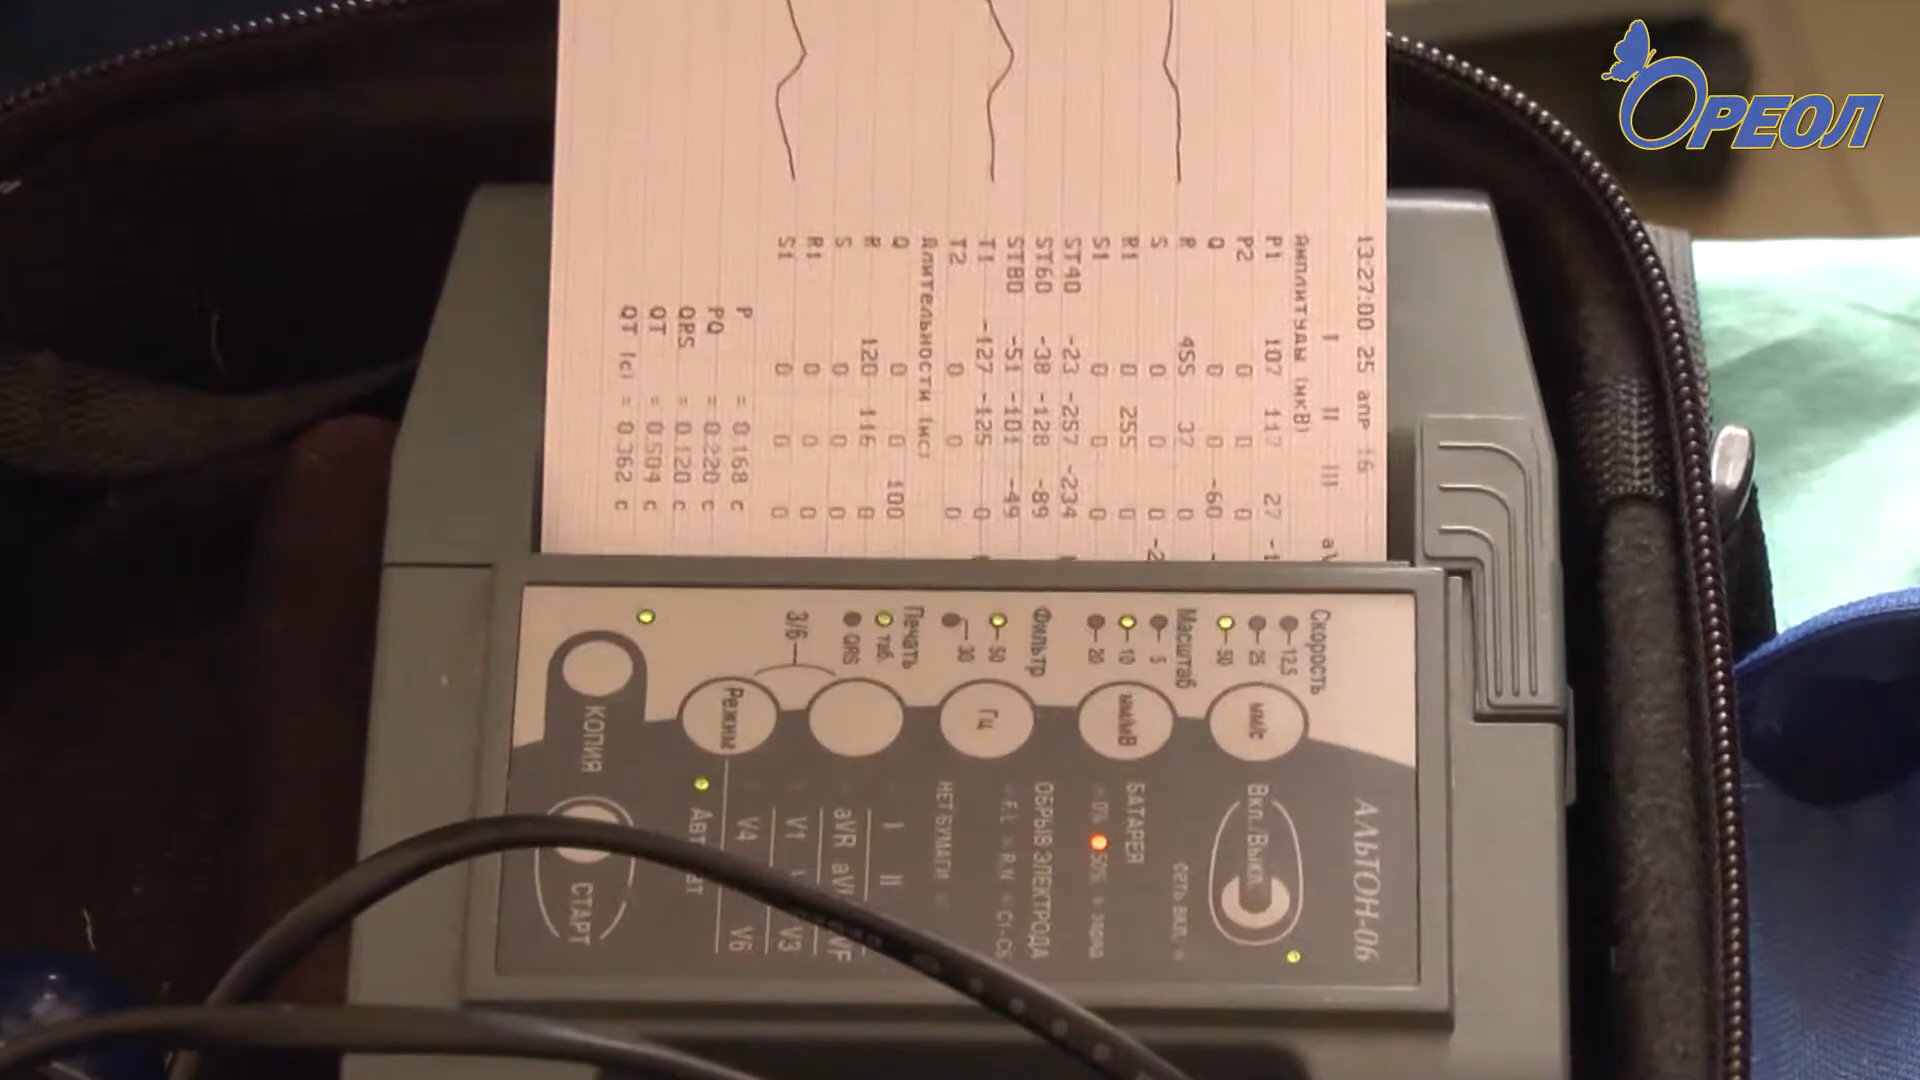 ОРЕОЛ
13:27:00 25 апр 16
I II III
Амплитуды (мкВ)
P1 107 117 27 -1
P2 0 0 0
Q 0 0 -60 -
R 455 37 0
S 0 0 0 -2
R1 0 255 0
S1 0 0 0
ST40 -23 -257 -234
ST60 -38 -128 -89
ST80 -51 -101 -49
T1 -127 -125 0
T2 0 0 0
Длительности (мс)
Q 0 0 100
R 120 116 0
S 0 0 0
R1 0 0 0
S1 0 0 0
P = 0.168 с
PQ = 0.220 с
QRS = 0.120 с
QT = 0.504 с
QT (с) = 0.362 с
АЛЬТОН-06
Скорость
12,5
25
50
мм/с
Вкл./Выкл.
сеть вкл.
Масштаб
5
10
20
мм/мВ
БАТАРЕЯ
0% 50% заряд
Фильтр
50
30
Гц
ОБРЫВ ЭЛЕКТРОДА
F, L R, N C1-C6
НЕТ БУМАГИ
Печать
таб.
QRS
3/6
Режим
I II
aVR
V1 V3
V4 V6
КОПИЯ
СТАРТ